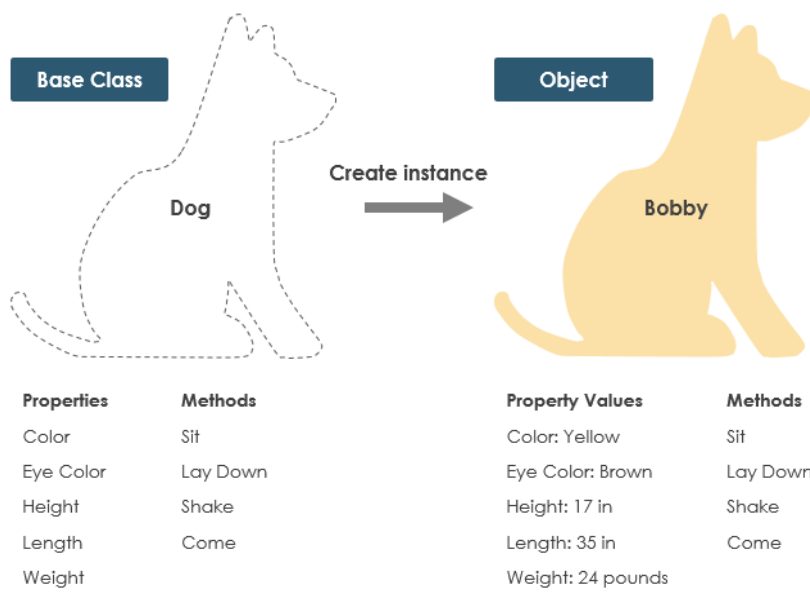 Base Class
Object
Create instance
Dog
Bobby
Properties
Methods
Color
Sit
Eye Color
Lay Down
Height
Shake
Length
Come
Weight
Property Values
Methods
Color: Yellow
Sit
Eye Color: Brown
Lay Down
Height: 17 in
Shake
Length: 35 in
Come
Weight: 24 pounds